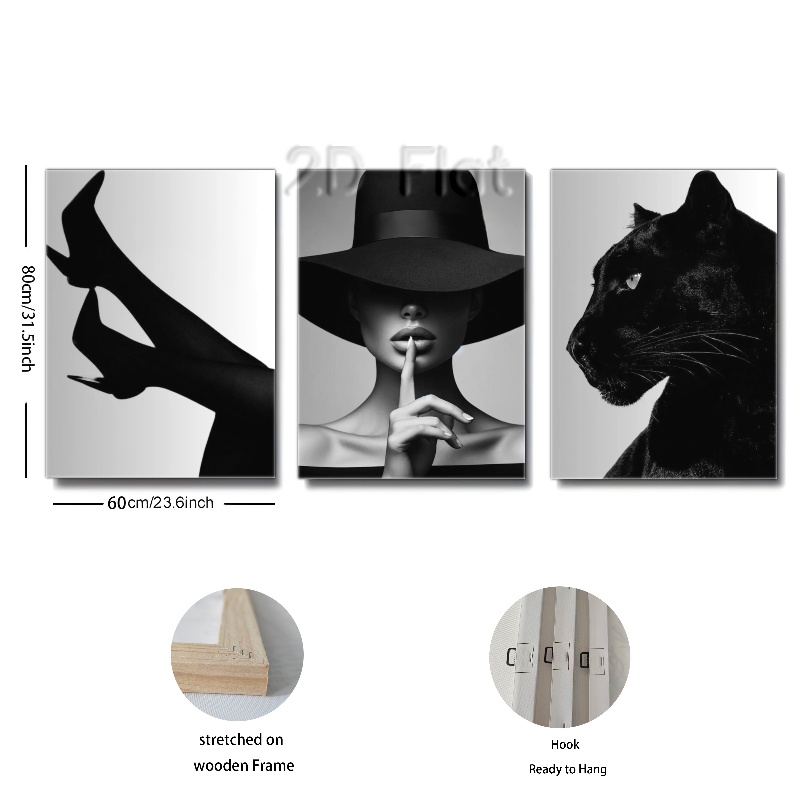 2D Flat
80cm/31.5inch
60cm/23.6inch
stretched on
wooden Frame
Hook
Ready to Hang